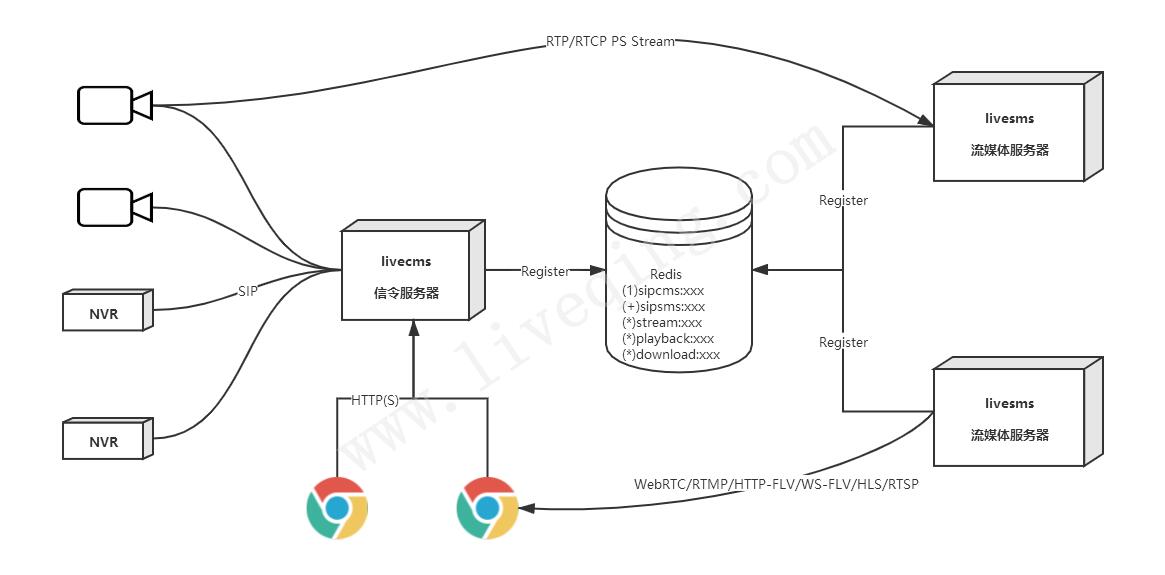 RTP/RTCP PS Stream
livesms
流媒体服务器
Register
livecms
信令服务器
Register
SIP
NVR
NVR
Redis
(1)sipcms:xxx
(+)sipsms:xxx
(*)stream:xxx
(*)playback:xxx
(*)download:xxx
Register
livesms
流媒体服务器
HTTP(S)
WebRTC/RTMP/HTTP-FLV/WS-FLV/HLS/RTSP
www.liveqing.com